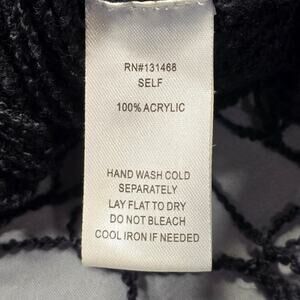 RN#131468
SELF
100% ACRYLIC
HAND WASH COLD
SEPARATELY
LAY FLAT TO DRY
DO NOT BLEACH
COOL IRON IF NEEDED